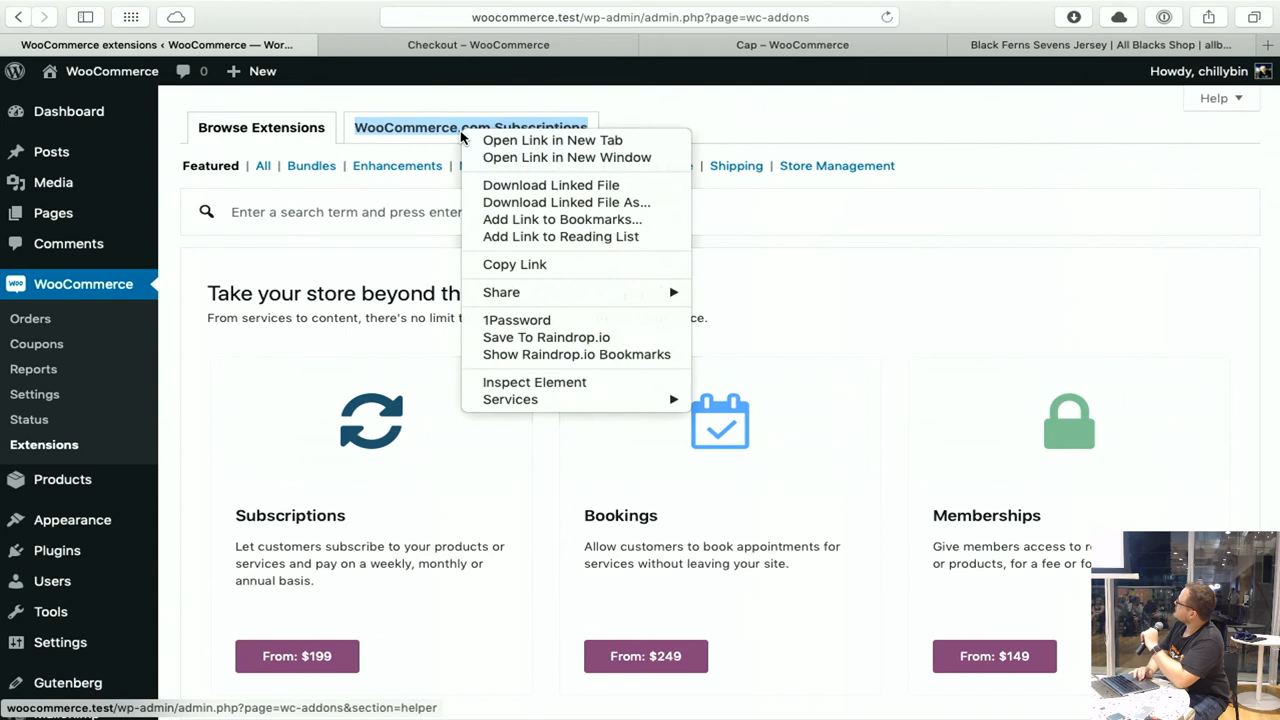 woocommerce.test/wp-admin/admin.php?page=wc-addons
WooCommerce extensions ‹ WooCommerce — Wor...
Checkout – WooCommerce
Cap – WooCommerce
Black Ferns Sevens Jersey | All Blacks Shop | allb...
WooCommerce
0
New
Howdy, chillybin
Help
Dashboard
Posts
Media
Pages
Comments
WooCommerce
Orders
Coupons
Reports
Settings
Status
Extensions
Products
Appearance
Plugins
Users
Tools
Settings
Gutenberg
Browse Extensions
WooCommerce.com Subscriptions
Featured
All
Bundles
Enhancements
Shipping
Store Management
Enter a search term and press enter
Open Link in New Tab
Open Link in New Window
Download Linked File
Download Linked File As...
Add Link to Bookmarks...
Add Link to Reading List
Copy Link
Share
1Password
Save To Raindrop.io
Show Raindrop.io Bookmarks
Inspect Element
Services
Take your store beyond
From services to content, there's no limit
Subscriptions
Let customers subscribe to your products or
services and pay on a weekly, monthly or
annual basis.
From: $199
Bookings
Allow customers to book appointments for
services without leaving your site.
From: $249
Memberships
Give members access to
or products, for a fee or
From: $149
woocommerce.test/wp-admin/admin.php?page=wc-addons&section=helper